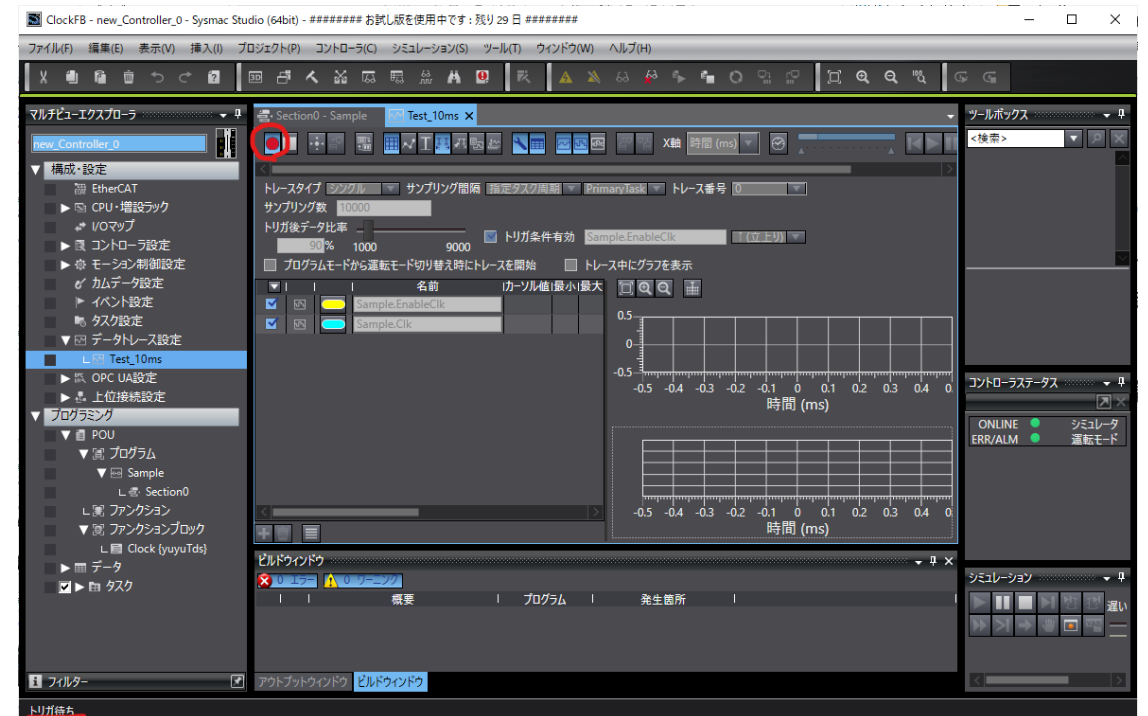 ClockFB - new_Controller_0 - Sysmac Studio (64bit) - ######## お試し版を使用中です : 残り 29 日 ########
ファイル(F) 編集(E) 表示(V) 挿入(I) プロジェクト(P) コントローラ(C) シミュレーション(S) ツール(T) ウィンドウ(W) ヘルプ(H)
マルチビューエクスプローラ
new_Controller_0
構成・設定
EtherCAT
CPU・増設ラック
I/Oマップ
コントローラ設定
モーション制御設定
カムデータ設定
イベント設定
タスク設定
データトレース設定
Test_10ms
OPC UA設定
上位接続設定
プログラミング
POU
プログラム
Sample
Section0
ファンクション
ファンクションブロック
Clock {yuyuTds}
データ
タスク
フィルター
Section0 - Sample
Test_10ms
X軸 時間 (ms)
トレースタイプ シングル サンプリング間隔 指定タスク周期 PrimaryTask トレース番号 0
サンプリング数 10000
トリガ後データ比率
90 % 1000 9000
トリガ条件有効 Sample.EnableClk ↑(立上り)
プログラムモードから運転モード切り替え時にトレースを開始 トレース中にグラフを表示
名前 カーソル値 最小 最大
Sample.EnableClk
Sample.Clk
0.5
0
-0.5
-0.5 -0.4 -0.3 -0.2 -0.1 0 0.1 0.2 0.3 0.4 0.
時間 (ms)
-0.5 -0.4 -0.3 -0.2 -0.1 0 0.1 0.2 0.3 0.4 0
時間 (ms)
ビルドウィンドウ
0 エラー 0 ワーニング
概要 プログラム 発生箇所
アウトプットウィンドウ ビルドウィンドウ
ツールボックス
<検索>
コントローラステータス
ONLINE シミュレータ
ERR/ALM 運転モード
シミュレーション
遅い
トリガ待ち